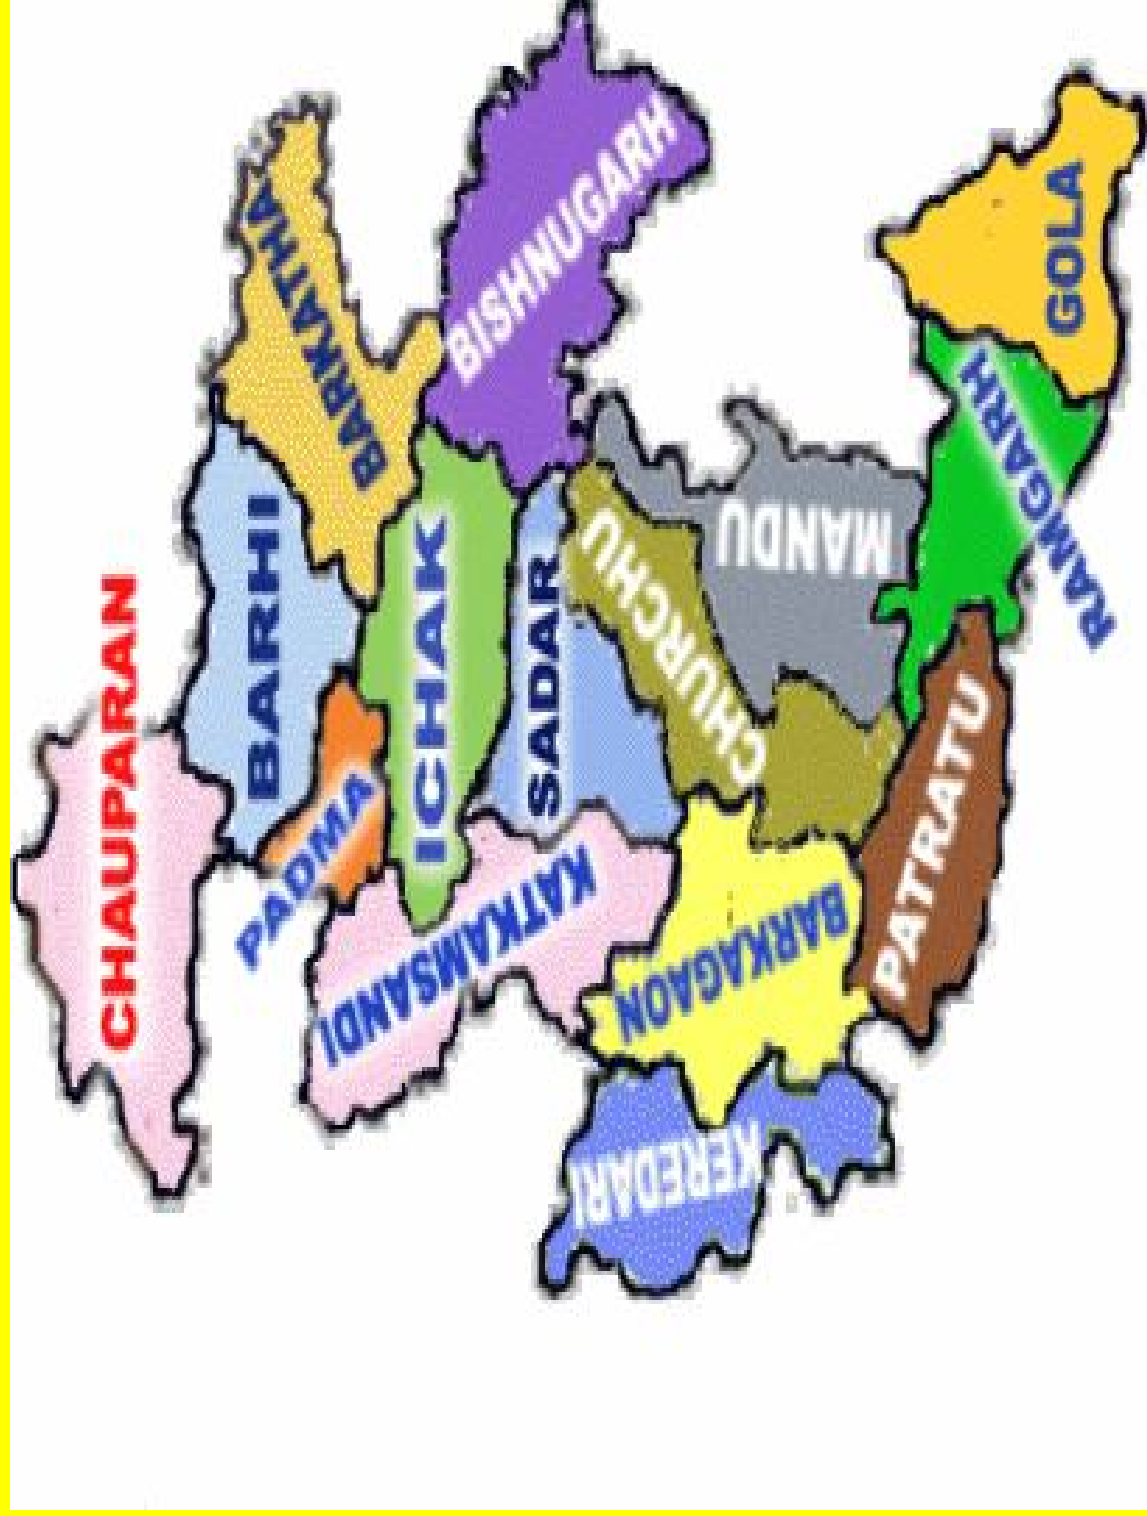 CHAUPARAN
BARHI
BARKATHA
PADMA
ICHAK
BISHNUGARH
KATKAMSANDI
SADAR
CHURCHU
MANDU
KEREDARI
BARKAGAON
PATRATU
RAMGARH
GOLA